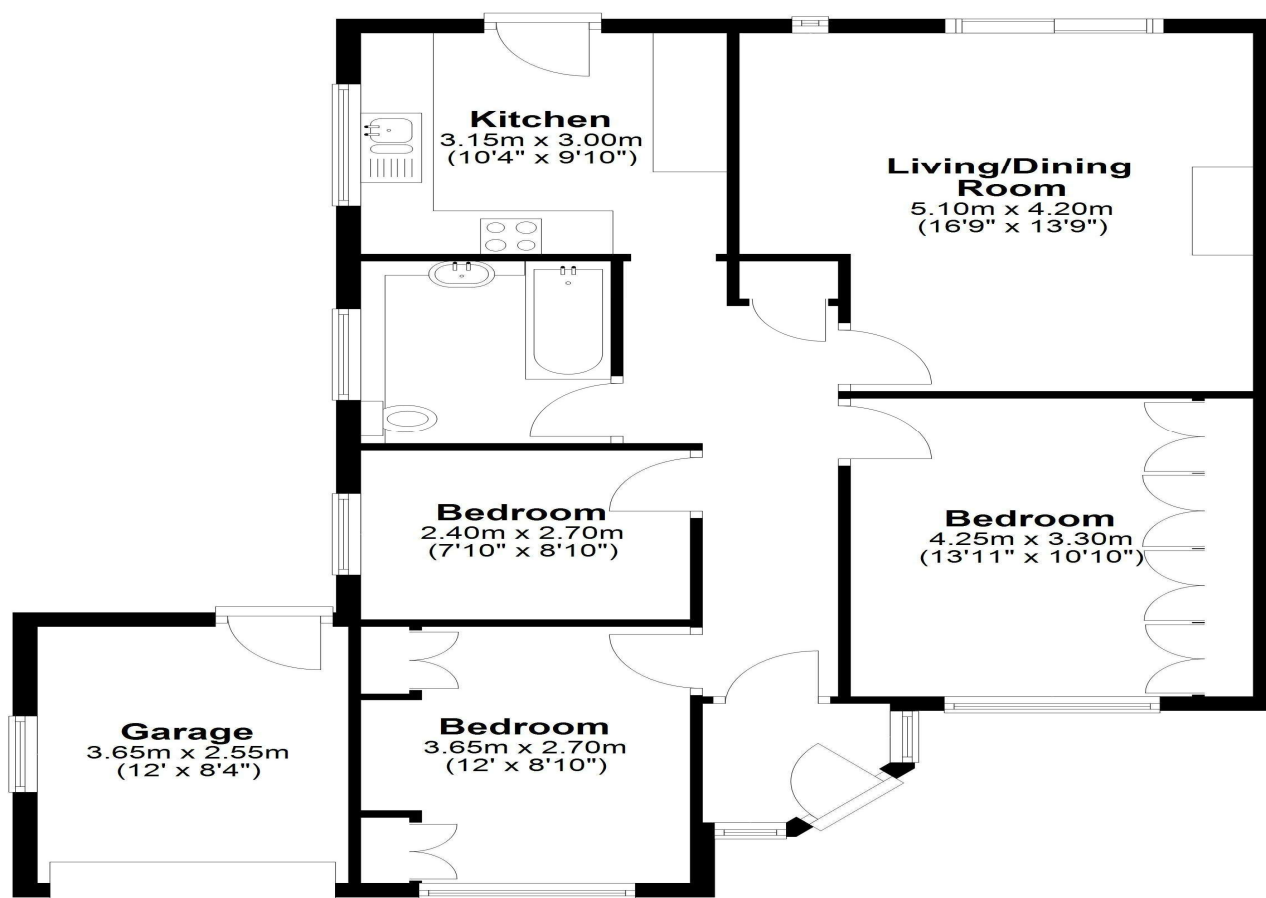 Kitchen
3.15m x 3.00m
(10'4" x 9'10")
Living/Dining
Room
5.10m x 4.20m
(16'9" x 13'9")
Bedroom
2.40m x 2.70m
(7'10" x 8'10")
Bedroom
4.25m x 3.30m
(13'11" x 10'10")
Garage
3.65m x 2.55m
(12' x 8'4")
Bedroom
3.65m x 2.70m
(12' x 8'10")